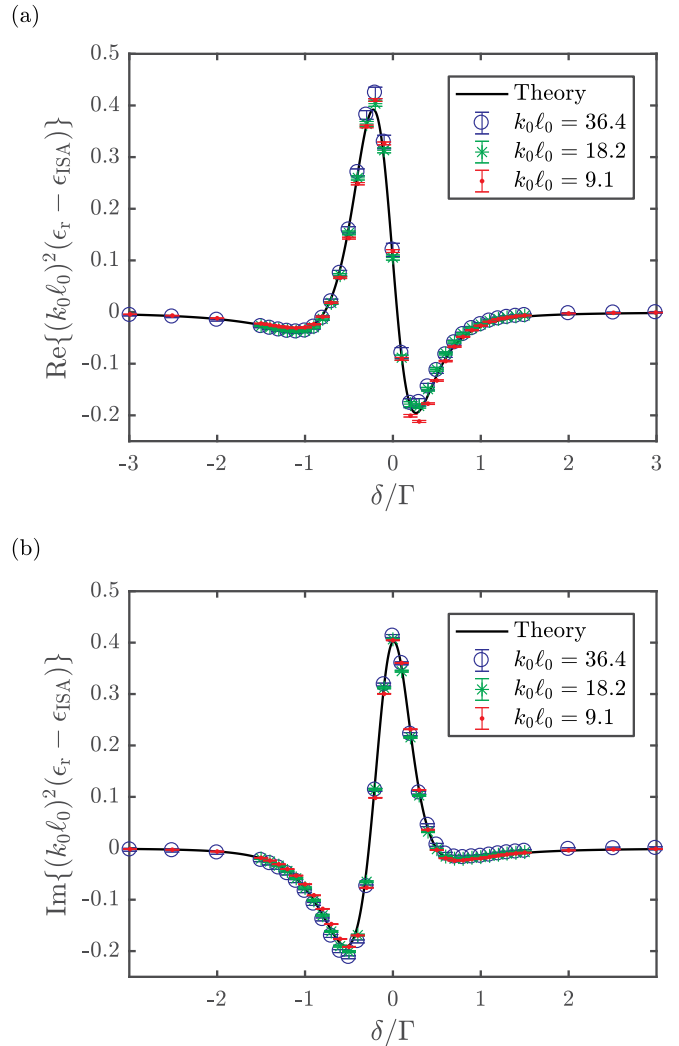 (a)
0.5
0.4
0.3
0.2
0.1
0
-0.1
-0.2
Re{(k₀ℓ₀)²(ϵᵣ − ϵ_ISA)}
Theory
k₀ℓ₀ = 36.4
k₀ℓ₀ = 18.2
k₀ℓ₀ = 9.1
-3 -2 -1 0 1 2 3
δ/Γ
(b)
0.5
0.4
0.3
0.2
0.1
0
-0.1
-0.2
Im{(k₀ℓ₀)²(ϵᵣ − ϵ_ISA)}
Theory
k₀ℓ₀ = 36.4
k₀ℓ₀ = 18.2
k₀ℓ₀ = 9.1
-2 -1 0 1 2
δ/Γ